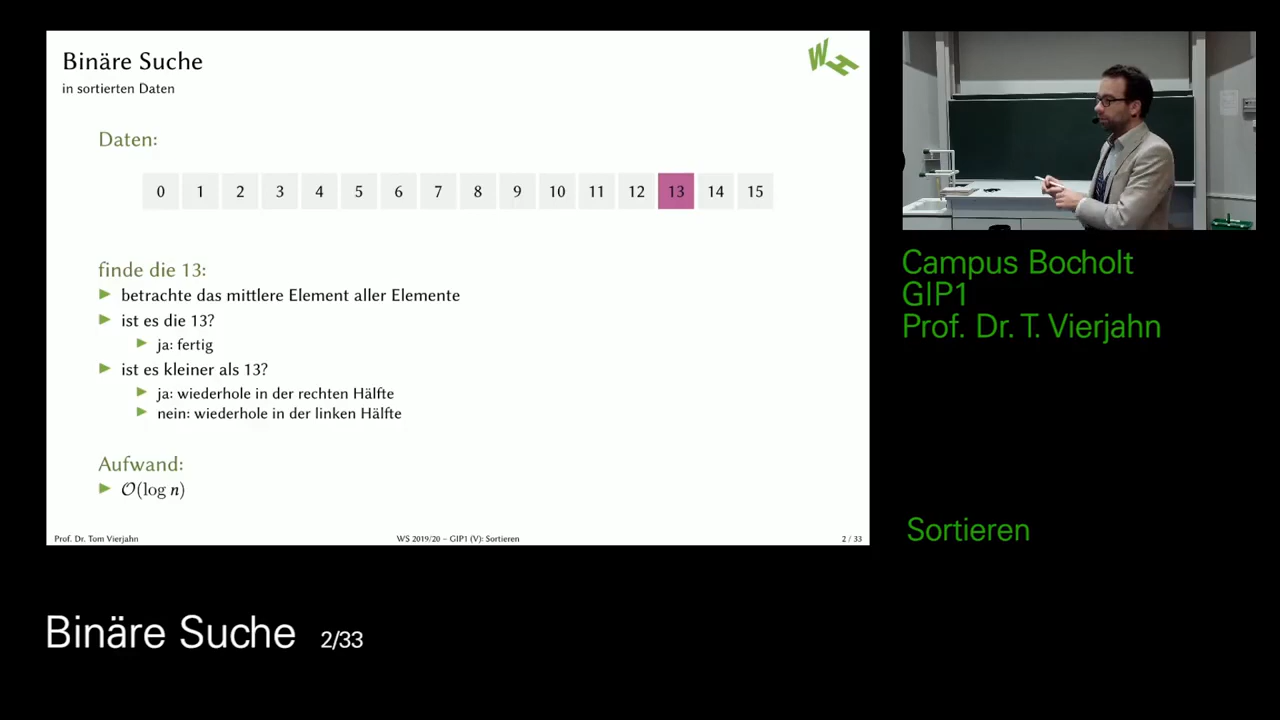 Binäre Suche
in sortierten Daten
WH
Daten:
0 1 2 3 4 5 6 7 8 9 10 11 12 13 14 15
finde die 13:
betrachte das mittlere Element aller Elemente
ist es die 13?
ja: fertig
ist es kleiner als 13?
ja: wiederhole in der rechten Hälfte
nein: wiederhole in der linken Hälfte
Aufwand:
𝒪(log n)
Prof. Dr. Tom Vierjahn WS 2019/20 – GIP1 (V): Sortieren 2 / 33
Campus Bocholt
GIP1
Prof. Dr. T. Vierjahn
Sortieren
Binäre Suche 2/33